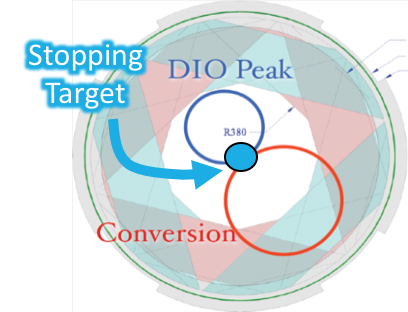 Stopping
Target
DIO Peak
R380
Conversion